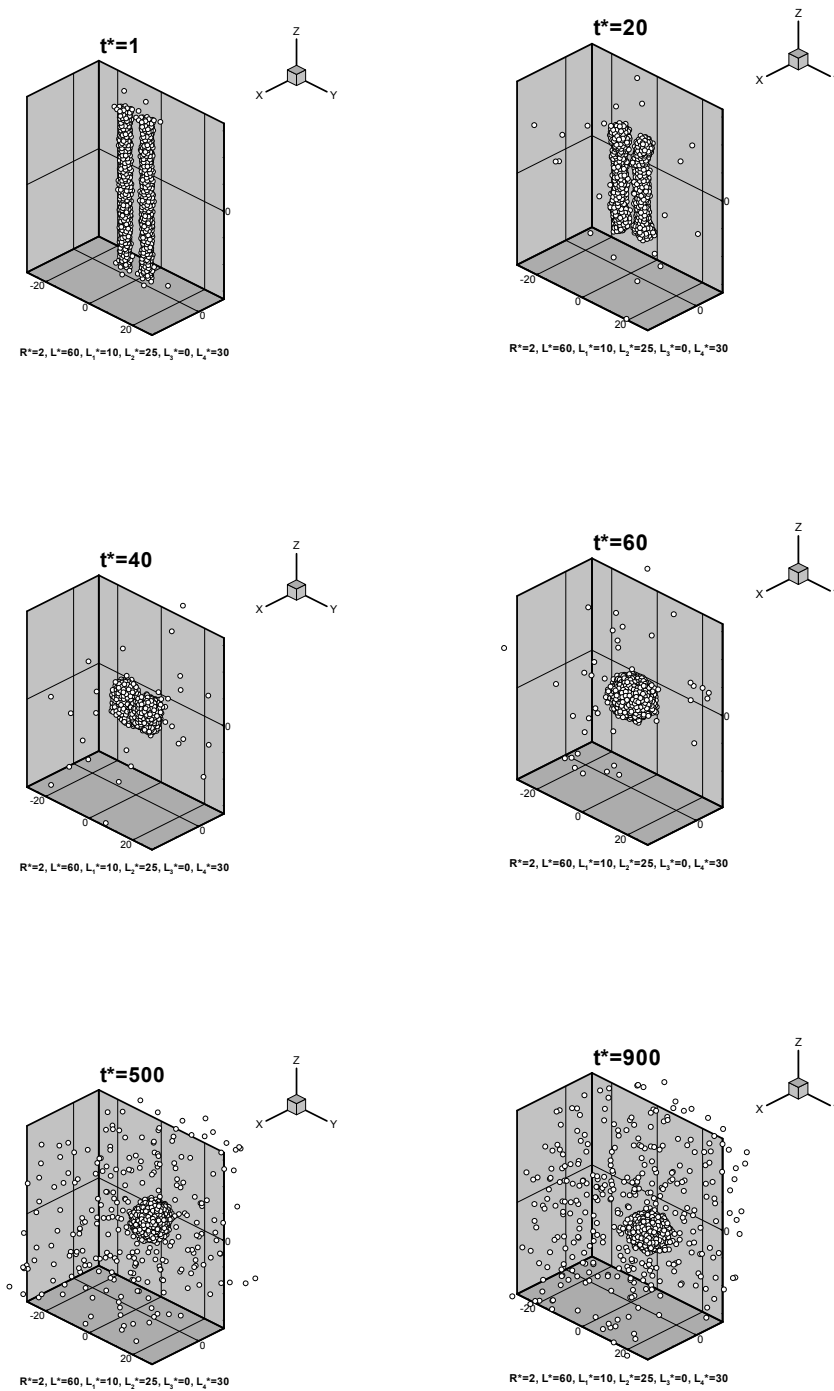 t*=1
Z
X
Y
0
-20
0
0
20
R*=2, L*=60, L₁*=10, L₂*=25, L₃*=0, L₄*=30
t*=20
Z
X
0
-20
0
0
20
R*=2, L*=60, L₁*=10, L₂*=25, L₃*=0, L₄*=30
t*=40
Z
X
Y
0
-20
0
0
20
R*=2, L*=60, L₁*=10, L₂*=25, L₃*=0, L₄*=30
t*=60
Z
X
0
-20
0
0
20
R*=2, L*=60, L₁*=10, L₂*=25, L₃*=0, L₄*=30
t*=500
Z
X
Y
0
-20
0
0
20
R*=2, L*=60, L₁*=10, L₂*=25, L₃*=0, L₄*=30
t*=900
Z
X
0
-20
0
0
20
R*=2, L*=60, L₁*=10, L₂*=25, L₃*=0, L₄*=30